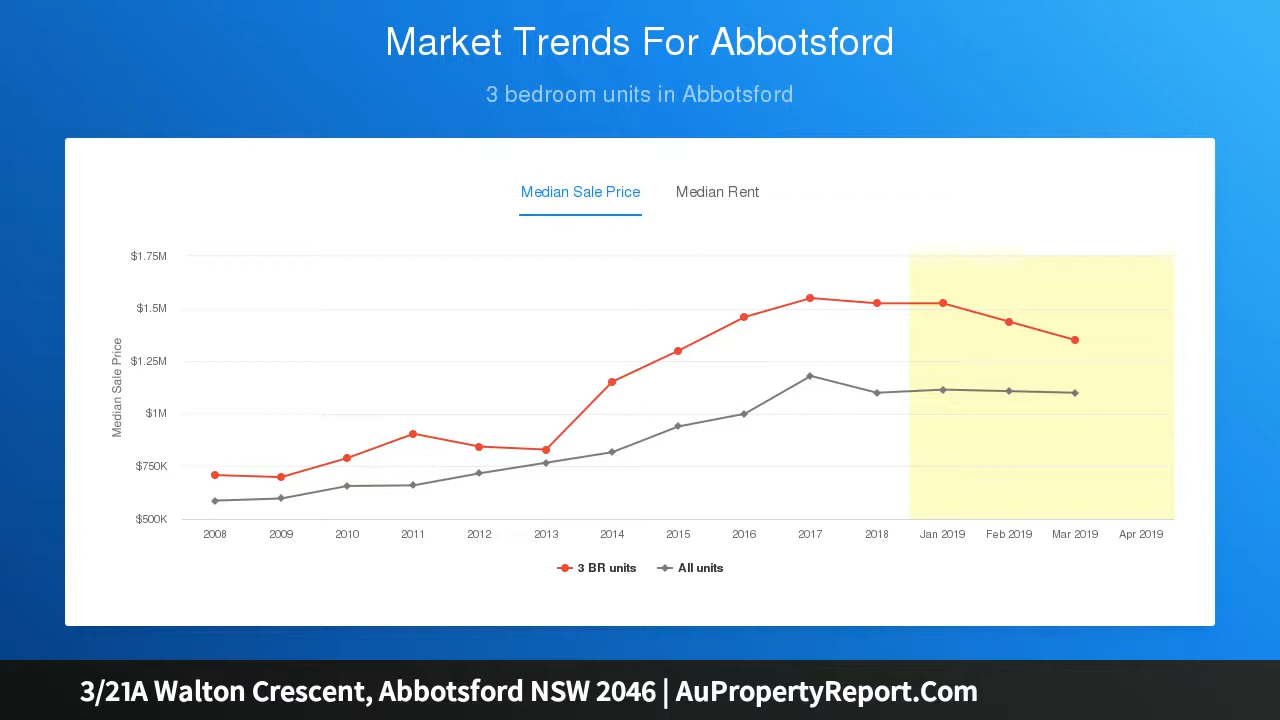 Market Trends For Abbotsford
3 bedroom units in Abbotsford
Median Sale Price Median Rent
Median Sale Price
$1.75M
$1.5M
$1.25M
$1M
$750K
$500K
2008 2009 2010 2011 2012 2013 2014 2015 2016 2017 2018 Jan 2019 Feb 2019 Mar 2019 Apr 2019
3 BR units All units
3/21A Walton Crescent, Abbotsford NSW 2046 | AuPropertyReport.Com